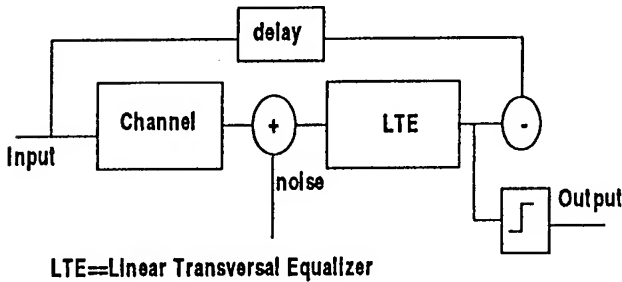 delay
Channel
+
LTE
-
Input
noise
Output
LTE==Linear Transversal Equalizer